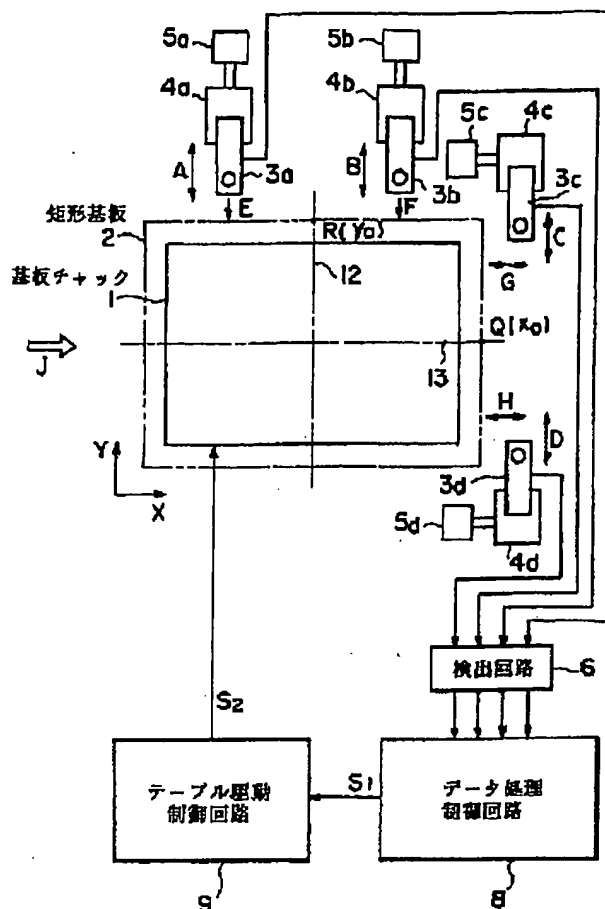 5a
5b
4a
4b
5c
4c
A
3a
B
3b
3c
C
E
F
矩形基板
2
R(Yo)
12
G
基板チャック
1
Q(xo)
J
13
H
D
Y
X
3d
5d
4d
検出回路
6
S2
テーブル駆動
制御回路
S1
データ処理
制御回路
9
8